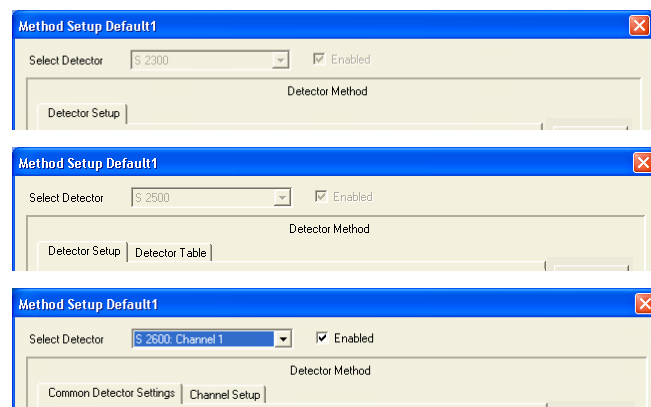 Method Setup Default1
Select Detector S 2300 Enabled
Detector Method
Detector Setup
Method Setup Default1
Select Detector S 2500 Enabled
Detector Method
Detector Setup Detector Table
Method Setup Default1
Select Detector S 2600: Channel 1 Enabled
Detector Method
Common Detector Settings Channel Setup